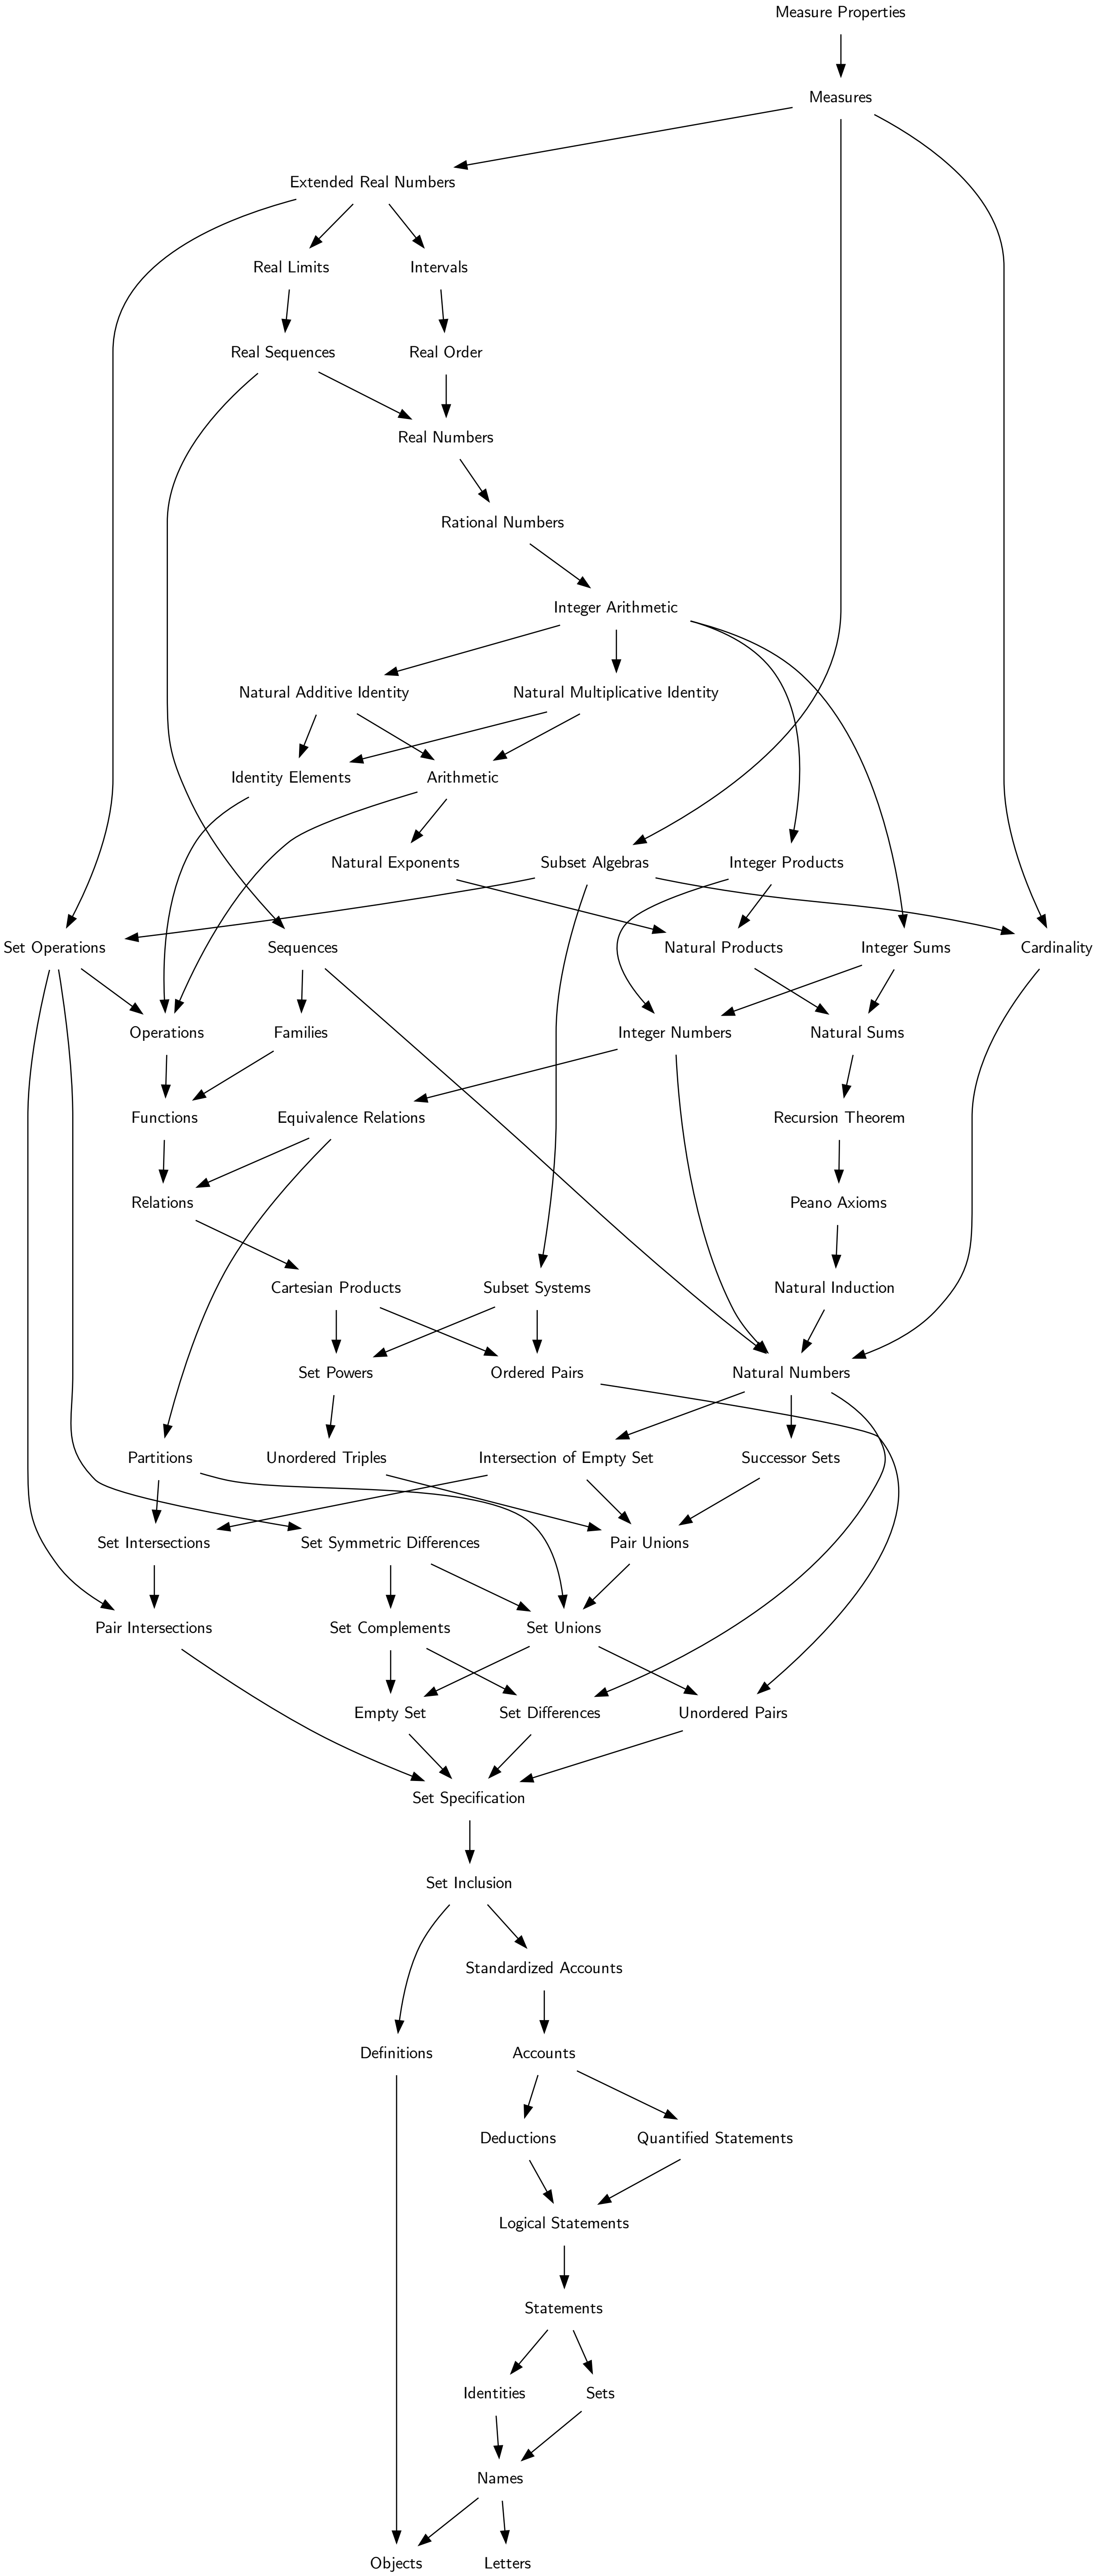 Measure Properties
Measures
Extended Real Numbers
Real Limits
Intervals
Real Sequences
Real Order
Real Numbers
Rational Numbers
Integer Arithmetic
Natural Additive Identity
Natural Multiplicative Identity
Identity Elements
Arithmetic
Natural Exponents
Subset Algebras
Integer Products
Set Operations
Sequences
Natural Products
Integer Sums
Cardinality
Operations
Families
Integer Numbers
Natural Sums
Functions
Equivalence Relations
Recursion Theorem
Relations
Peano Axioms
Cartesian Products
Subset Systems
Natural Induction
Set Powers
Ordered Pairs
Natural Numbers
Partitions
Unordered Triples
Intersection of Empty Set
Successor Sets
Set Intersections
Set Symmetric Differences
Pair Unions
Pair Intersections
Set Complements
Set Unions
Empty Set
Set Differences
Unordered Pairs
Set Specification
Set Inclusion
Standardized Accounts
Definitions
Accounts
Deductions
Quantified Statements
Logical Statements
Statements
Identities
Sets
Names
Objects
Letters